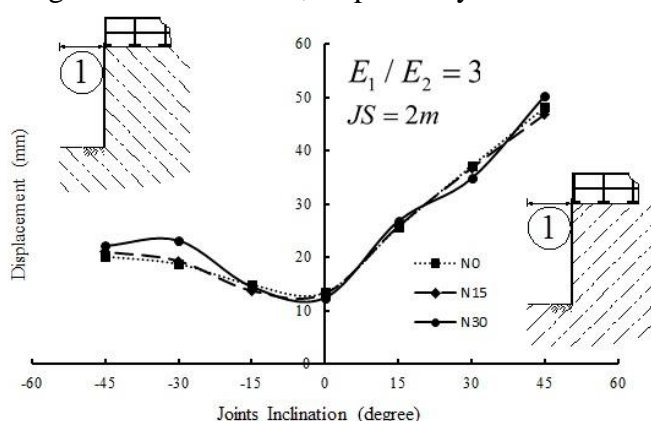 1
60
50
40
30
20
10
0
Displacement (mm)
E₁ / E₂ = 3
JS = 2m
1
N0
N15
N30
-60 -45 -30 -15 0 15 30 45 60
Joints Inclination (degree)